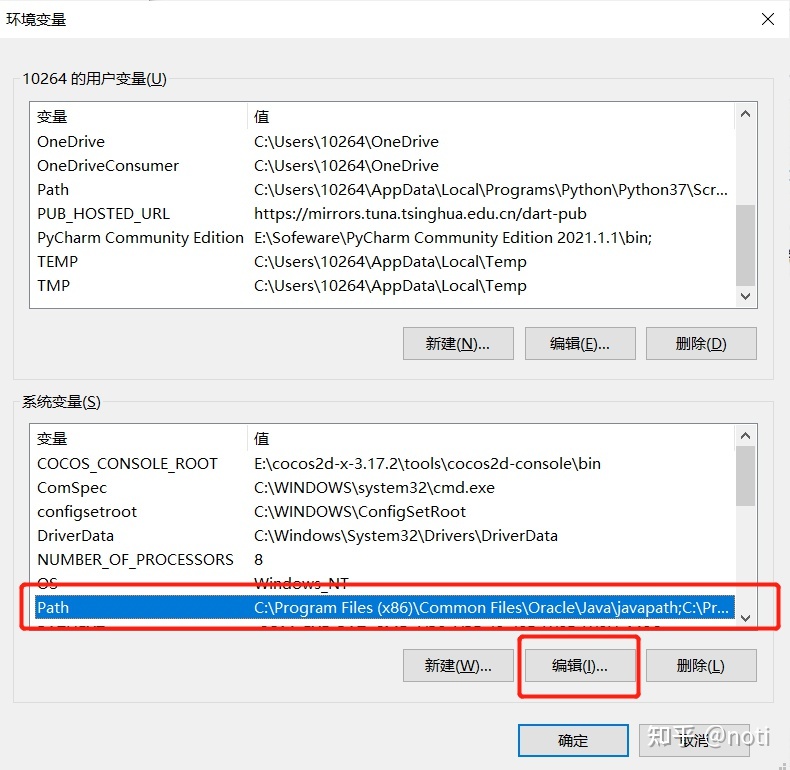 环境变量
10264 的用户变量(U)
变量 值
OneDrive C:\Users\10264\OneDrive
OneDriveConsumer C:\Users\10264\OneDrive
Path C:\Users\10264\AppData\Local\Programs\Python\Python37\Scr...
PUB_HOSTED_URL https://mirrors.tuna.tsinghua.edu.cn/dart-pub
PyCharm Community Edition E:\Sofeware\PyCharm Community Edition 2021.1.1\bin;
TEMP C:\Users\10264\AppData\Local\Temp
TMP C:\Users\10264\AppData\Local\Temp
新建(N)... 编辑(E)... 删除(D)
系统变量(S)
变量 值
COCOS_CONSOLE_ROOT E:\cocos2d-x-3.17.2\tools\cocos2d-console\bin
ComSpec C:\WINDOWS\system32\cmd.exe
configsetroot C:\WINDOWS\ConfigSetRoot
DriverData C:\Windows\System32\Drivers\DriverData
NUMBER_OF_PROCESSORS 8
OS Windows_NT
Path C:\Program Files (x86)\Common Files\Oracle\Java\javapath;C:\Pr...
新建(W)... 编辑(I)... 删除(L)
确定 取消
知乎 @noti